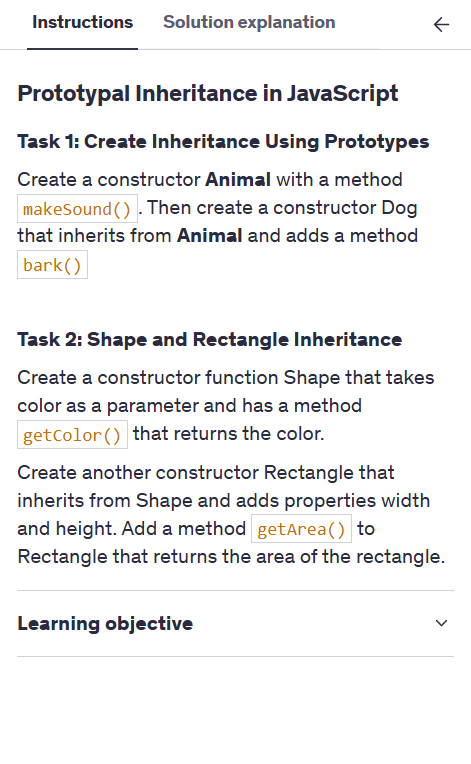 Instructions Solution explanation
Prototypal Inheritance in JavaScript
Task 1: Create Inheritance Using Prototypes
Create a constructor Animal with a method
makeSound(). Then create a constructor Dog
that inherits from Animal and adds a method
bark()
Task 2: Shape and Rectangle Inheritance
Create a constructor function Shape that takes
color as a parameter and has a method
getColor() that returns the color.
Create another constructor Rectangle that
inherits from Shape and adds properties width
and height. Add a method getArea() to
Rectangle that returns the area of the rectangle.
Learning objective